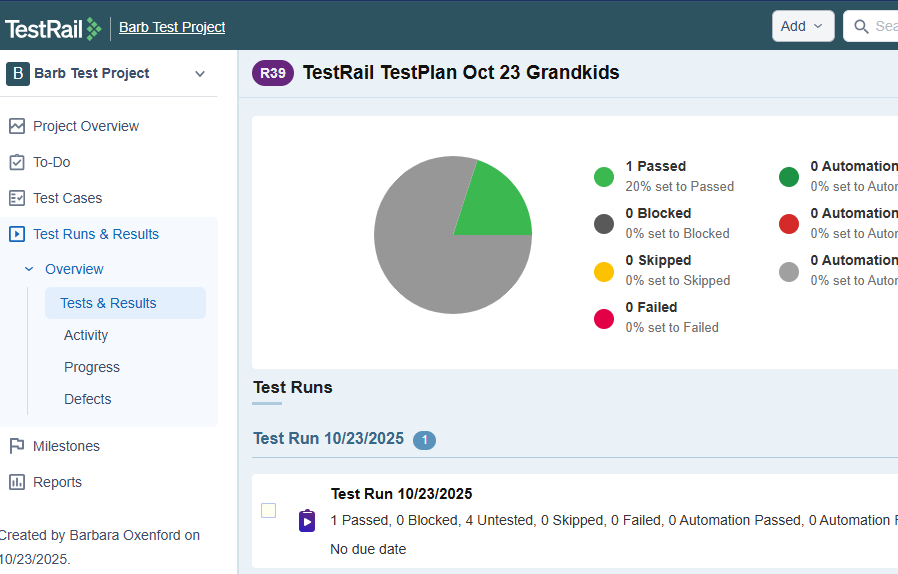 TestRail Barb Test Project
Add
Sea
B Barb Test Project
Project Overview
To-Do
Test Cases
Test Runs & Results
Overview
Tests & Results
Activity
Progress
Defects
Milestones
Reports
Created by Barbara Oxenford on
10/23/2025.
R39 TestRail TestPlan Oct 23 Grandkids
1 Passed
20% set to Passed
0 Blocked
0% set to Blocked
0 Skipped
0% set to Skipped
0 Failed
0% set to Failed
0 Automation
0% set to Autor
0 Automation
0% set to Autor
0 Automation
0% set to Autor
Test Runs
Test Run 10/23/2025 1
Test Run 10/23/2025
1 Passed, 0 Blocked, 4 Untested, 0 Skipped, 0 Failed, 0 Automation Passed, 0 Automation F
No due date